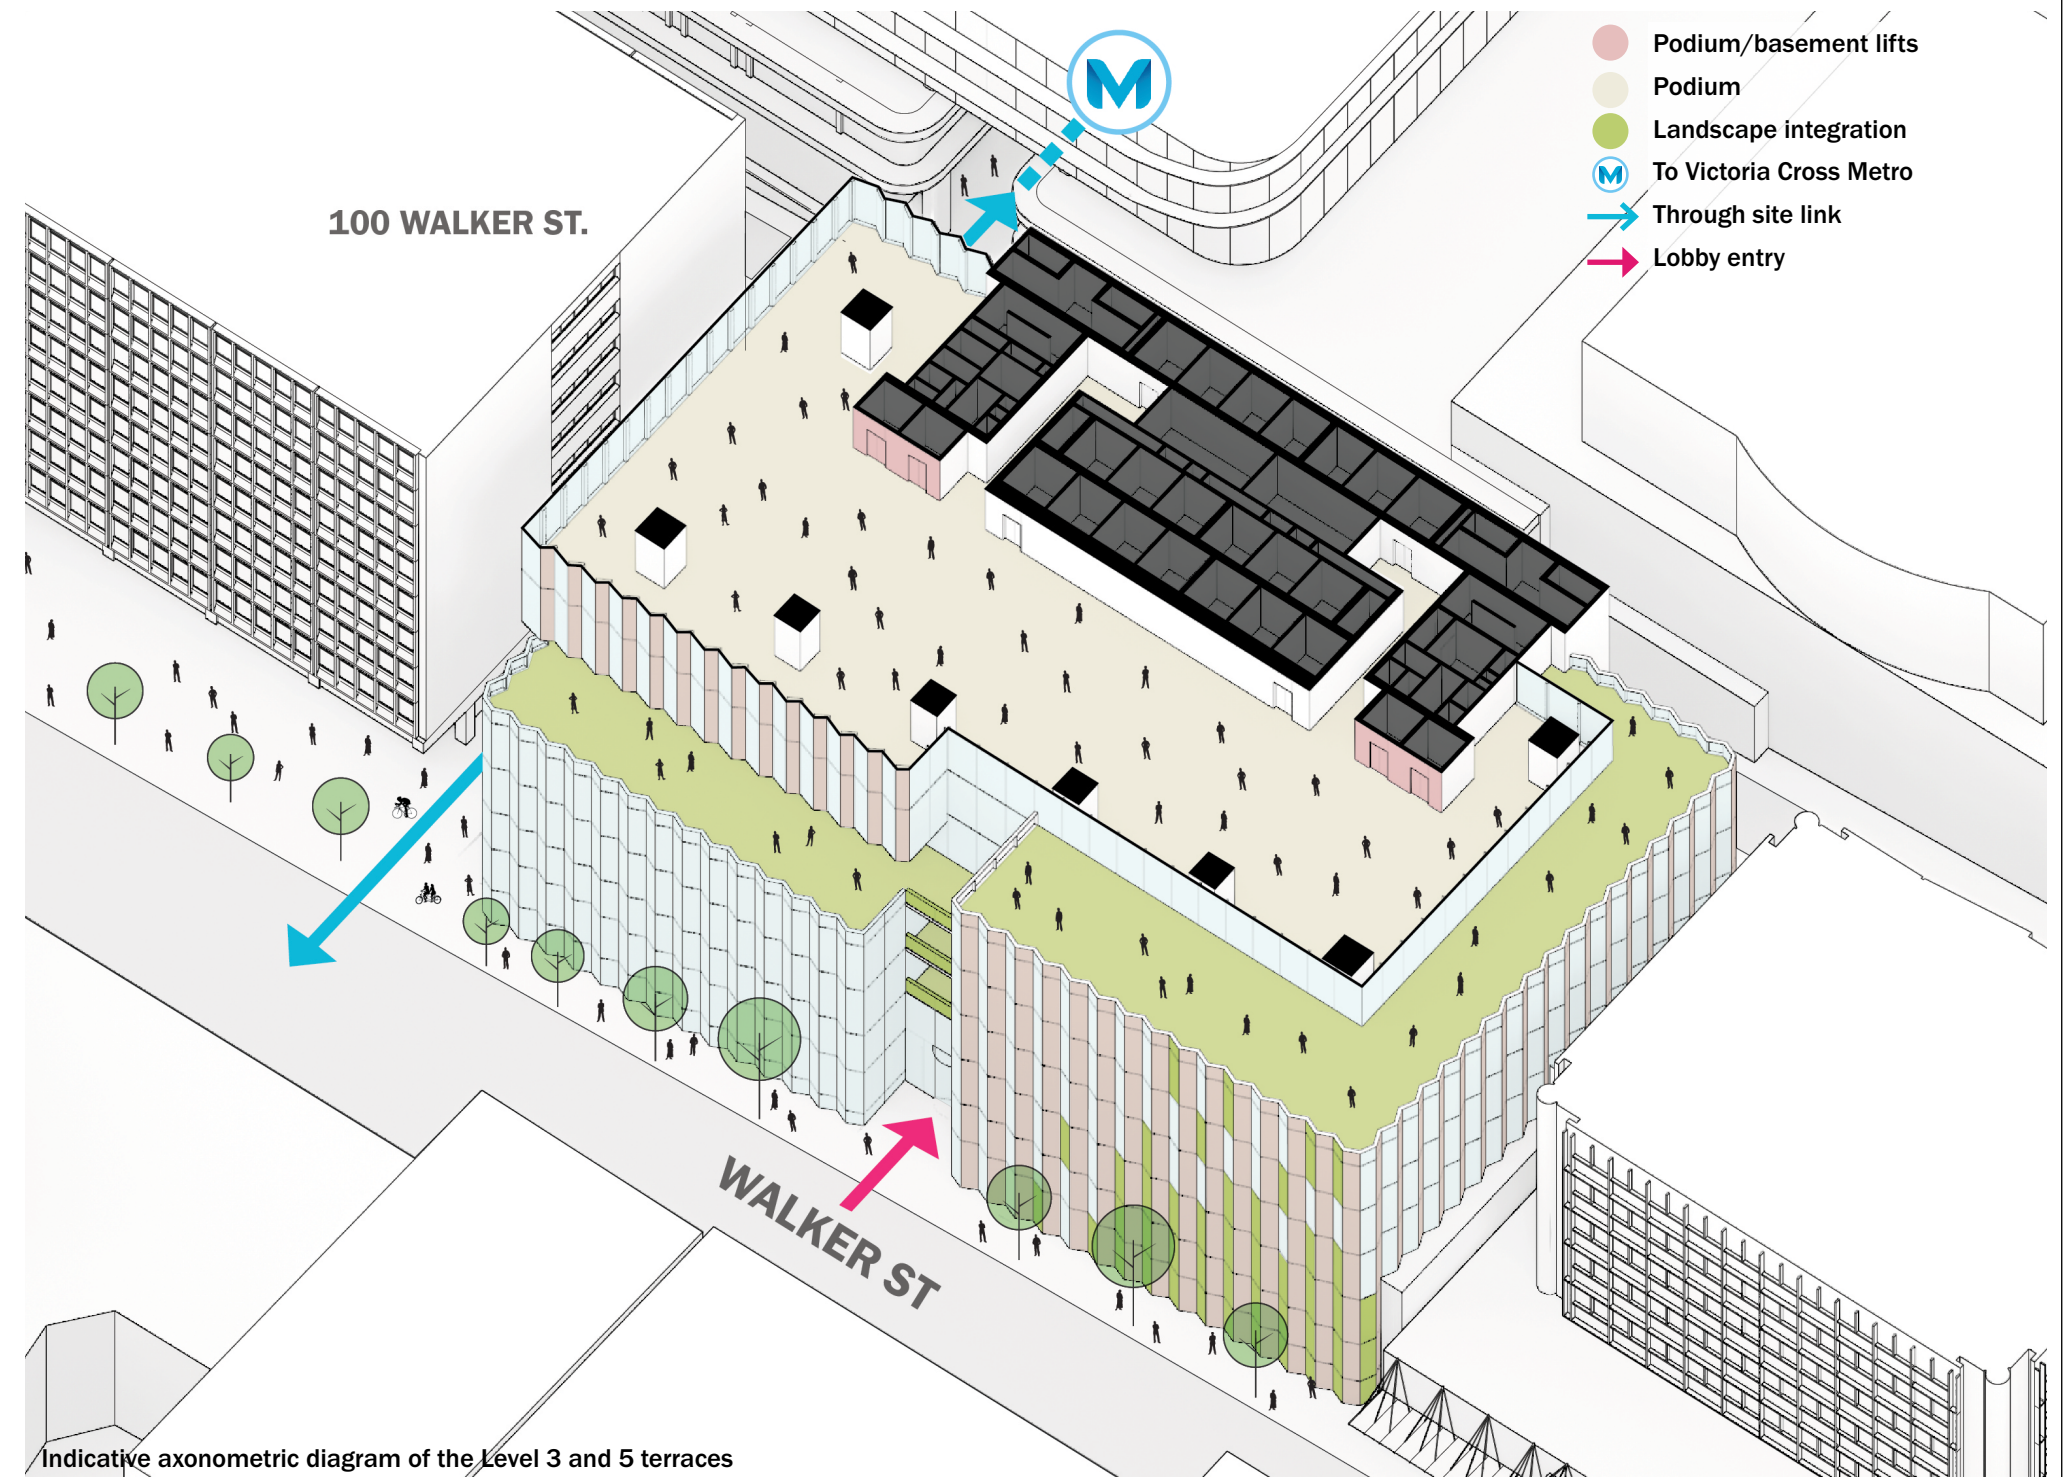 Podium/basement lifts
Podium
Landscape integration
M To Victoria Cross Metro
Through site link
Lobby entry
M
100 WALKER ST.
WALKER ST
Indicative axonometric diagram of the Level 3 and 5 terraces